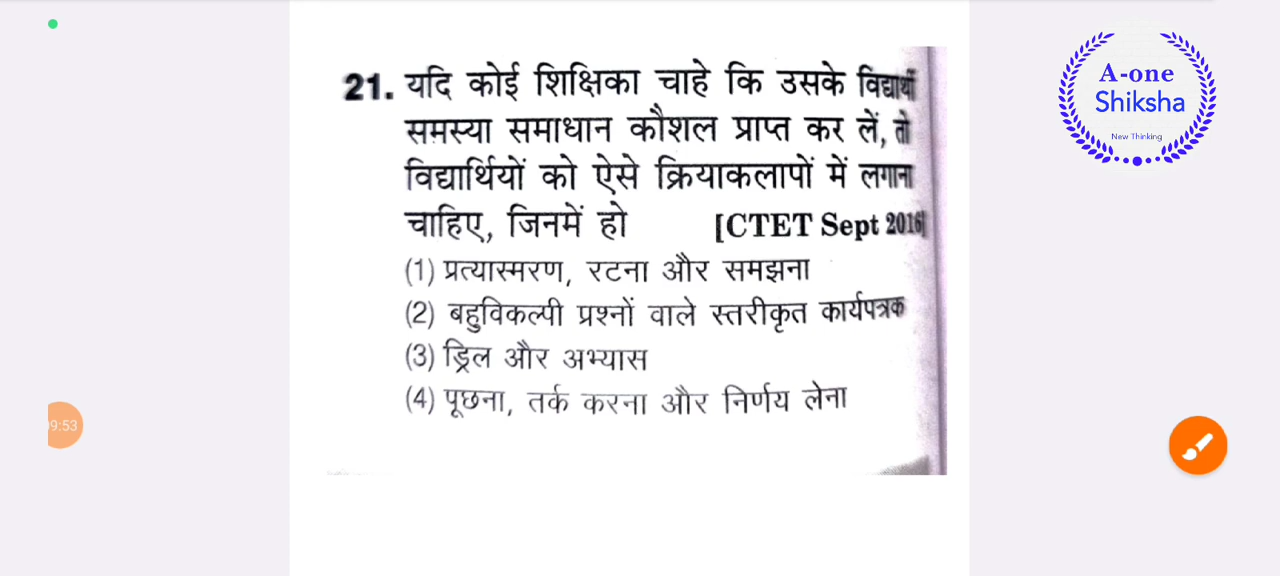 A-one
Shiksha
New Thinking
21. यदि कोई शिक्षिका चाहे कि उसके विद्यार्थी
समस्या समाधान कौशल प्राप्त कर लें, तो
विद्यार्थियों को ऐसे क्रियाकलापों में लगाना
चाहिए, जिनमें हो [CTET Sept 2016]
(1) प्रत्यास्मरण, रटना और समझना
(2) बहुविकल्पी प्रश्नों वाले स्तरीकृत कार्यपत्रक
(3) ड्रिल और अभ्यास
(4) पूछना, तर्क करना और निर्णय लेना
9:53